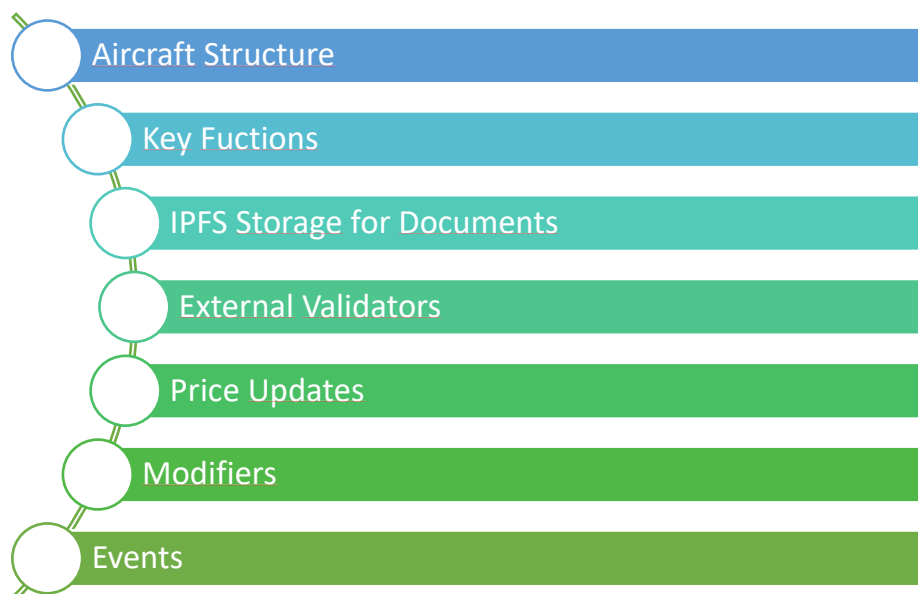 Aircraft Structure
Key Fuctions
IPFS Storage for Documents
External Validators
Price Updates
Modifiers
Events